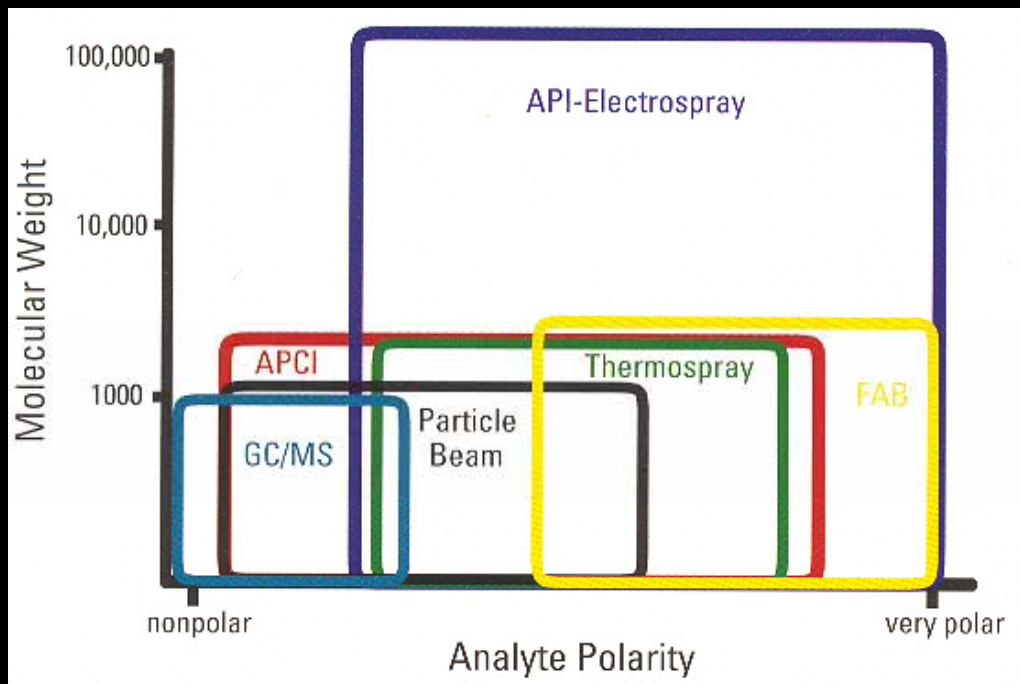 100,000
API-Electrospray
Molecular Weight
10,000
APCI
Thermospray
1000
FAB
Particle
Beam
GC/MS
nonpolar
very polar
Analyte Polarity